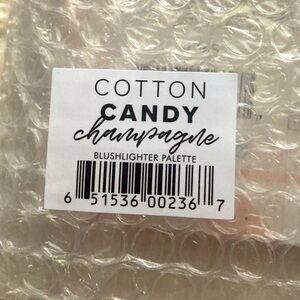 COTTON
CANDY
champagne
BLUSHLIGHTER PALETTE
6 51536 00236 7